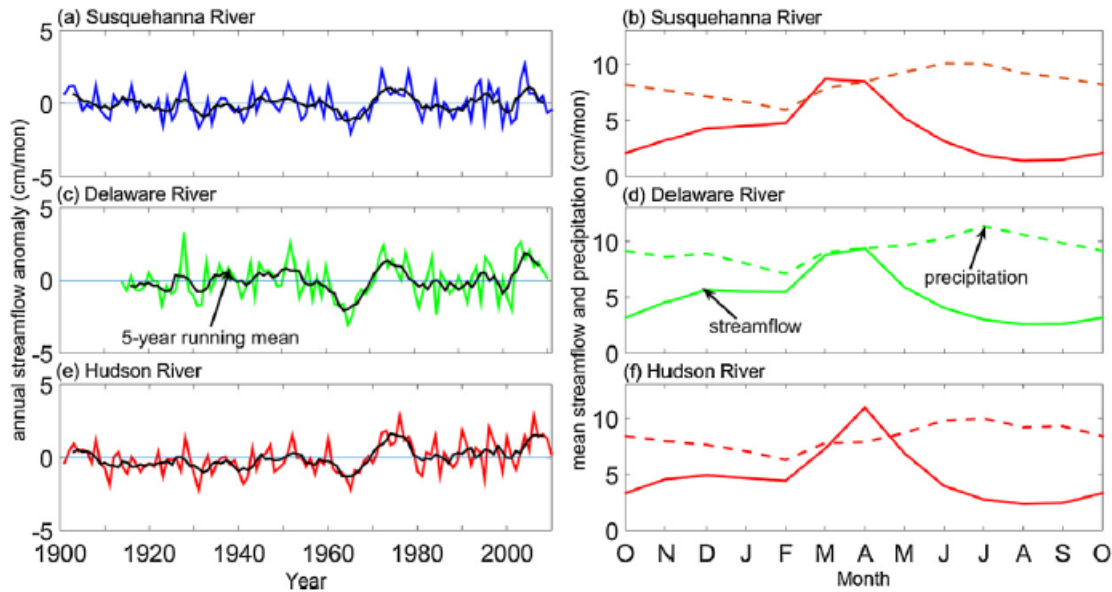 (a) Susquehanna River
(b) Susquehanna River
5
0
-5
10
5
0
(c) Delaware River
(d) Delaware River
5
0
-5
5-year running mean
10
5
0
precipitation
streamflow
(e) Hudson River
(f) Hudson River
5
0
-5
10
5
0
annual streamflow anomaly (cm/mon)
mean streamflow and precipitation (cm/mon)
1900 1920 1940 1960 1980 2000
O N D J F M A M J J A S O
Year
Month